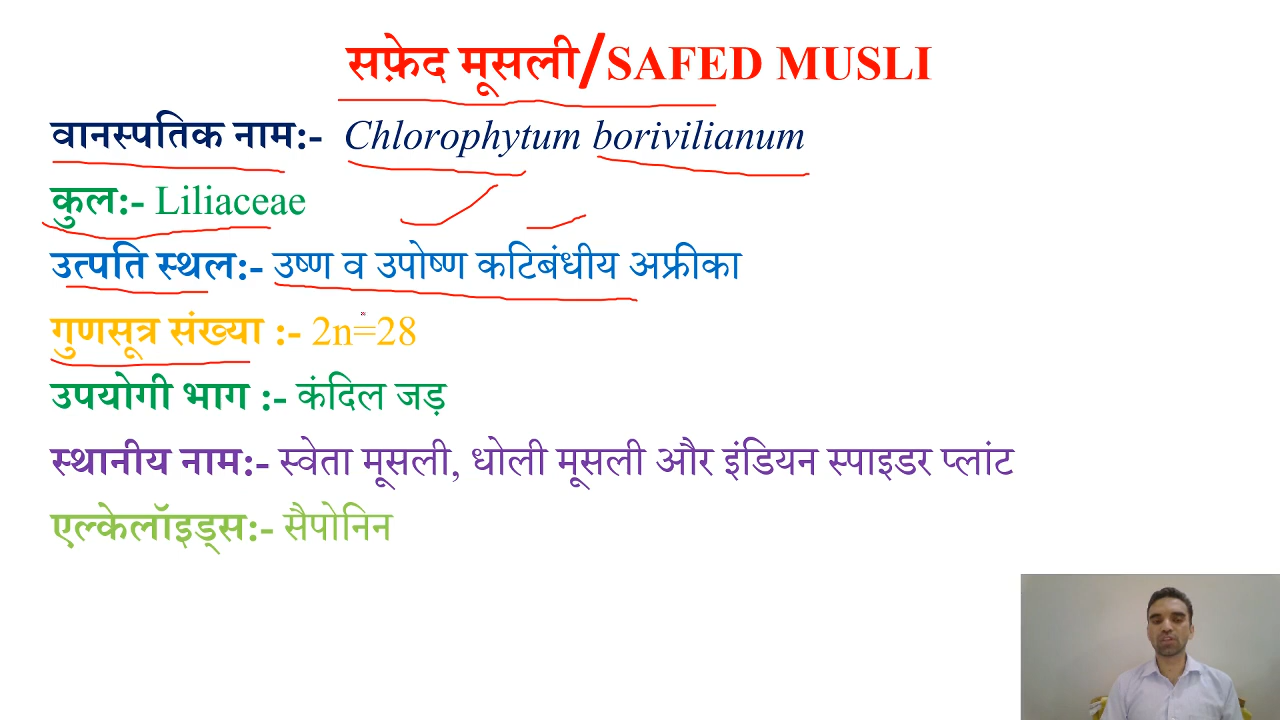 सफ़ेद मूसली/SAFED MUSLI
वानस्पतिक नाम:- Chlorophytum borivilianum
कुल:- Liliaceae
उत्पति स्थल:- उष्ण व उपोष्ण कटिबंधीय अफ्रीका
गुणसूत्र संख्या :- 2n=28
उपयोगी भाग :- कंदिल जड़
स्थानीय नाम:- स्वेता मूसली, धोली मूसली और इंडियन स्पाइडर प्लांट
एल्केलॉइड्स:- सैपोनिन